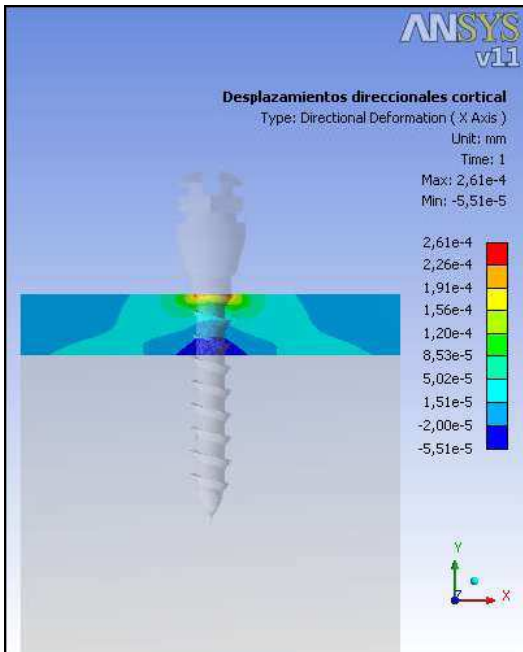 ANSYS
v11
Desplazamientos direccionales cortical
Type: Directional Deformation ( X Axis )
Unit: mm
Time: 1
Max: 2,61e-4
Min: -5,51e-5
2,61e-4
2,26e-4
1,91e-4
1,56e-4
1,20e-4
8,53e-5
5,02e-5
1,51e-5
-2,00e-5
-5,51e-5
Y
Z
X